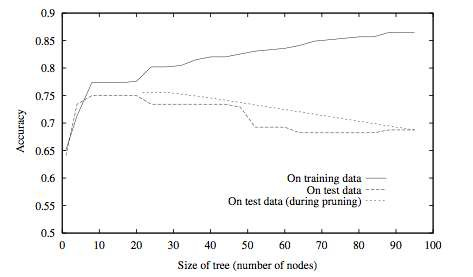 0.9
0.85
0.8
0.75
0.7
0.65
0.6
0.55
0.5
Accuracy
On training data
On test data
On test data (during pruning)
0 10 20 30 40 50 60 70 80 90 100
Size of tree (number of nodes)